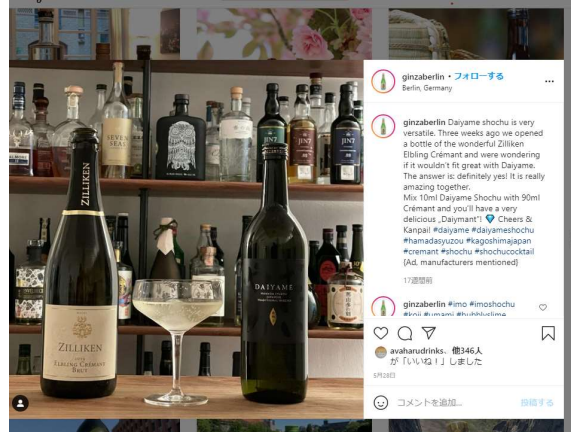 SEVEN SEAS
JIN7
JIN7
JIN7
ZILLIKEN
DAIYAME
ZILLIKEN
ELBLING CRÉMANT
BRUT
ginzaberlin • フォローする
Berlin, Germany
ginzaberlin Daiyame shochu is very
versatile. Three weeks ago we opened
a bottle of the wonderful Zilliken
Elbling Crémant and were wondering
if it wouldn't fit great with Daiyame.
The answer is: definitely yes! It is really
amazing together.
Mix 10ml Daiyame Shochu with 90ml
Crémant and you'll have a very
delicious „Daiymant"! 💎 Cheers &
Kanpai! #daiyame #daiyameshochu
#hamadasyuzou #kagoshimajapan
#cremant #shochu #shochucocktail
{Ad, manufacturers mentioned}
17週間前
ginzaberlin #imo #imoshochu
#koji #umami #bubblyslime
avaharudrinks、他346人
が「いいね！」しました
5月28日
コメントを追加...
投稿する